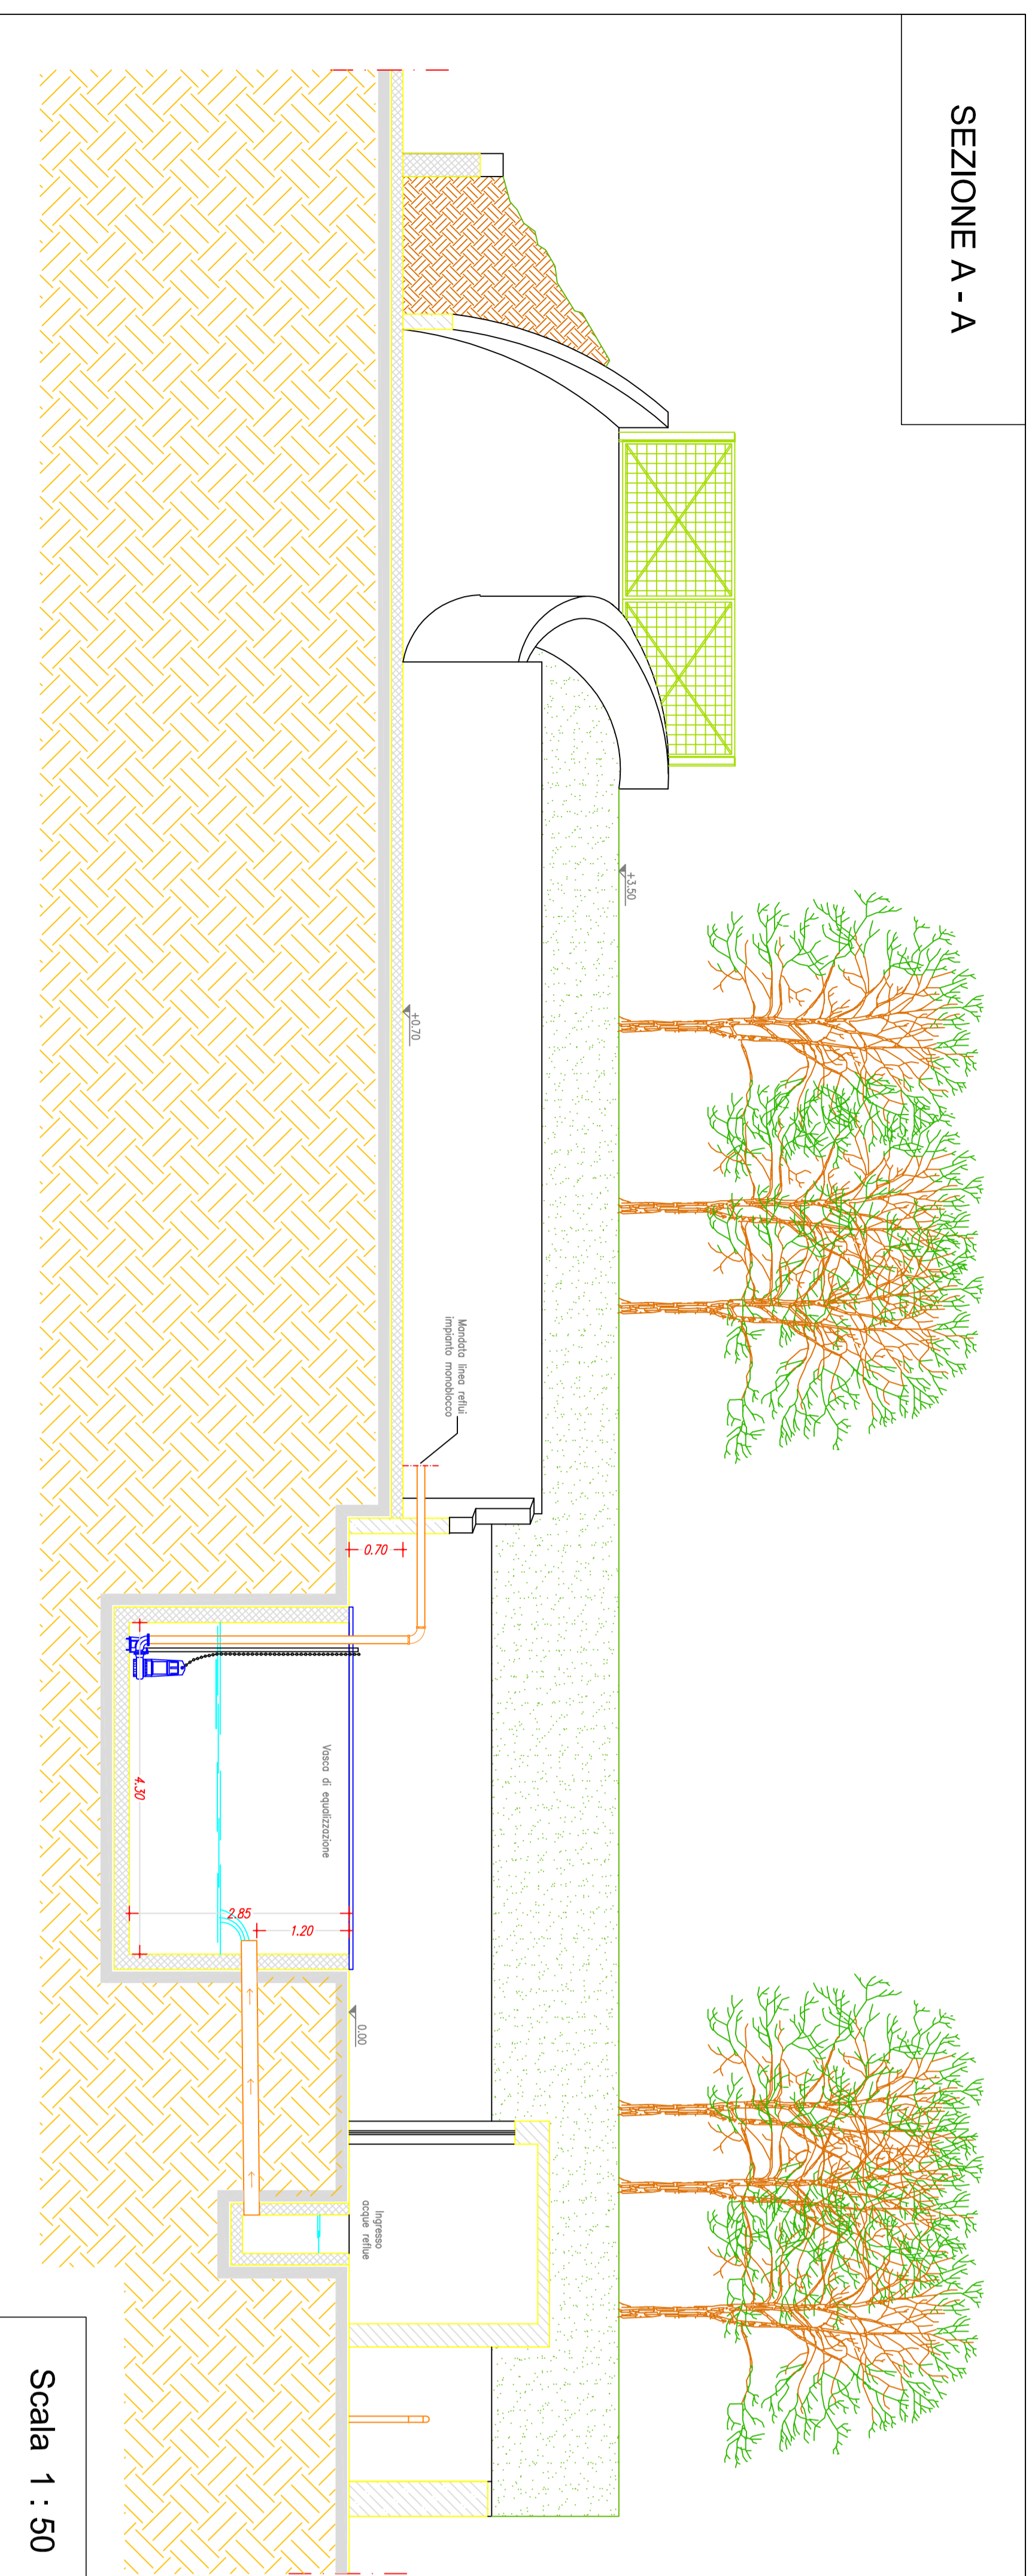 SEZIONE A - A
+3.50
+0.70
Mandata linea reflui
impianto monoblocco
0.70
Vasca di equalizzazione
4.30
2.85
1.20
0.00
Ingresso
acque reflue
Scala 1 : 50